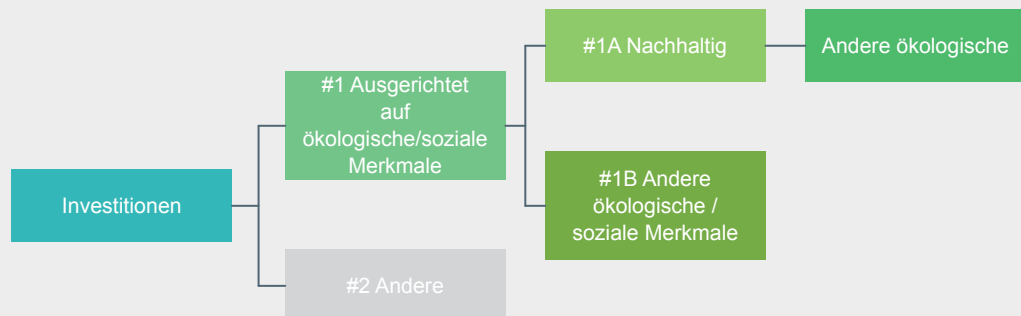 Investitionen
#1 Ausgerichtet
auf
ökologische/soziale
Merkmale
#2 Andere
#1A Nachhaltig
#1B Andere
ökologische /
soziale Merkmale
Andere ökologische